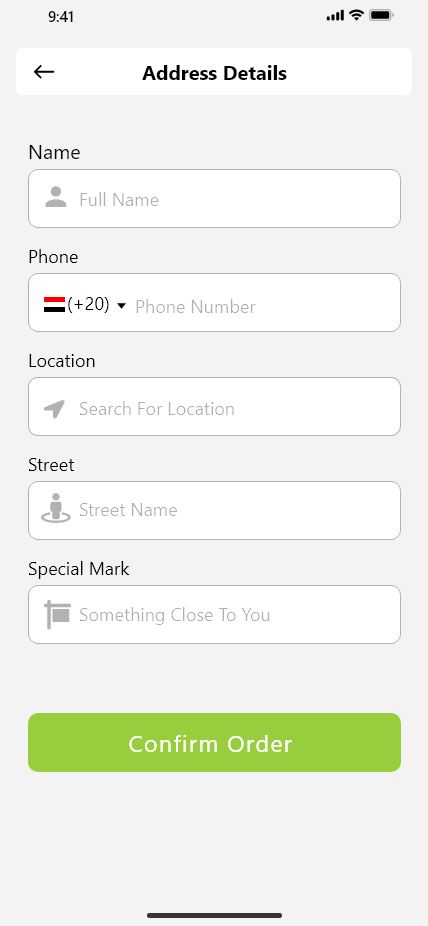 9:41
Address Details
Name
Full Name
Phone
(+20) Phone Number
Location
Search For Location
Street
Street Name
Special Mark
Something Close To You
Confirm Order